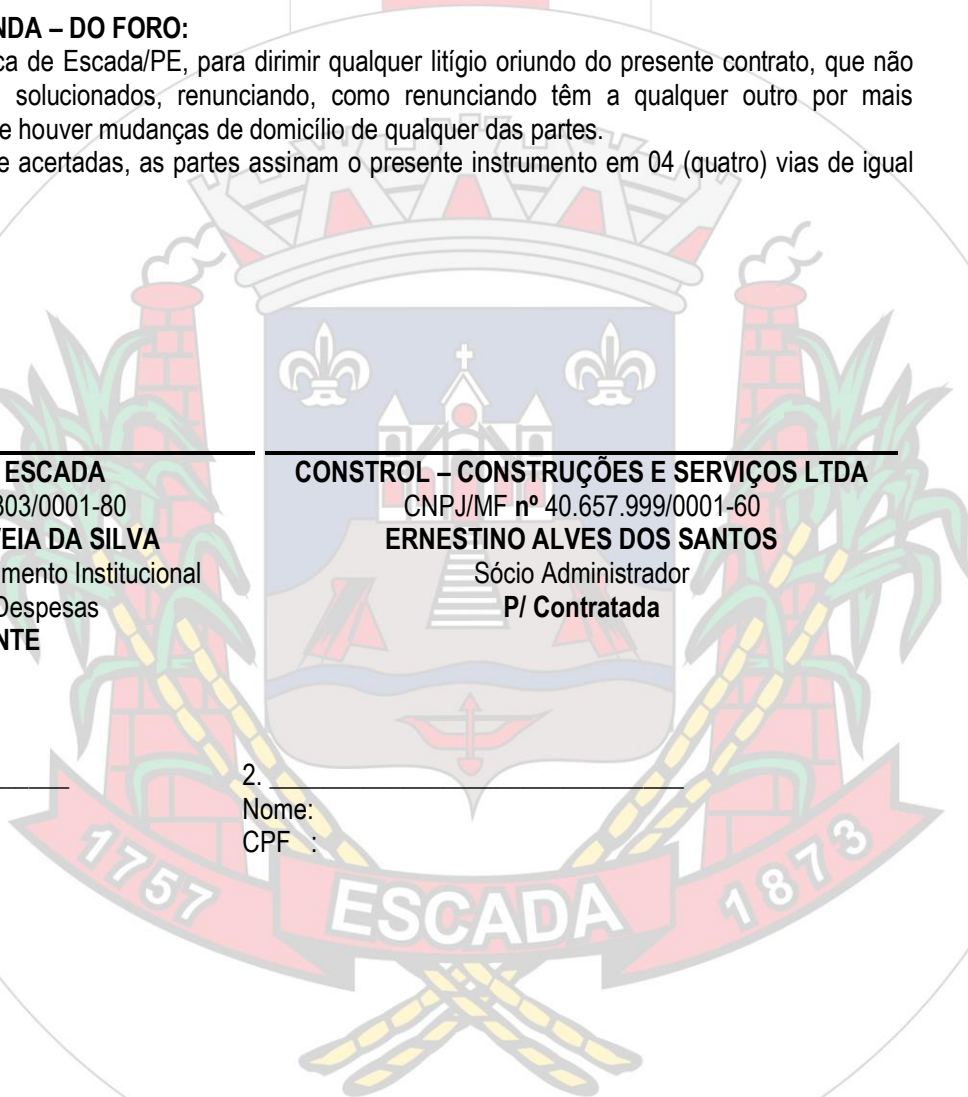 NDA – DO FORO:
ca de Escada/PE, para dirimir qualquer litígio oriundo do presente contrato, que não
solucionados, renunciando, como renunciando têm a qualquer outro por mais
e houver mudanças de domicílio de qualquer das partes.
e acertadas, as partes assinam o presente instrumento em 04 (quatro) vias de igual
ESCADA
303/0001-80
EIA DA SILVA
mento Institucional
Despesas
NTE
CONSTROL – CONSTRUÇÕES E SERVIÇOS LTDA
CNPJ/MF nº 40.657.999/0001-60
ERNESTINO ALVES DOS SANTOS
Sócio Administrador
P/ Contratada
2. ______________________________
Nome:
CPF :
1757 ESCADA 1873